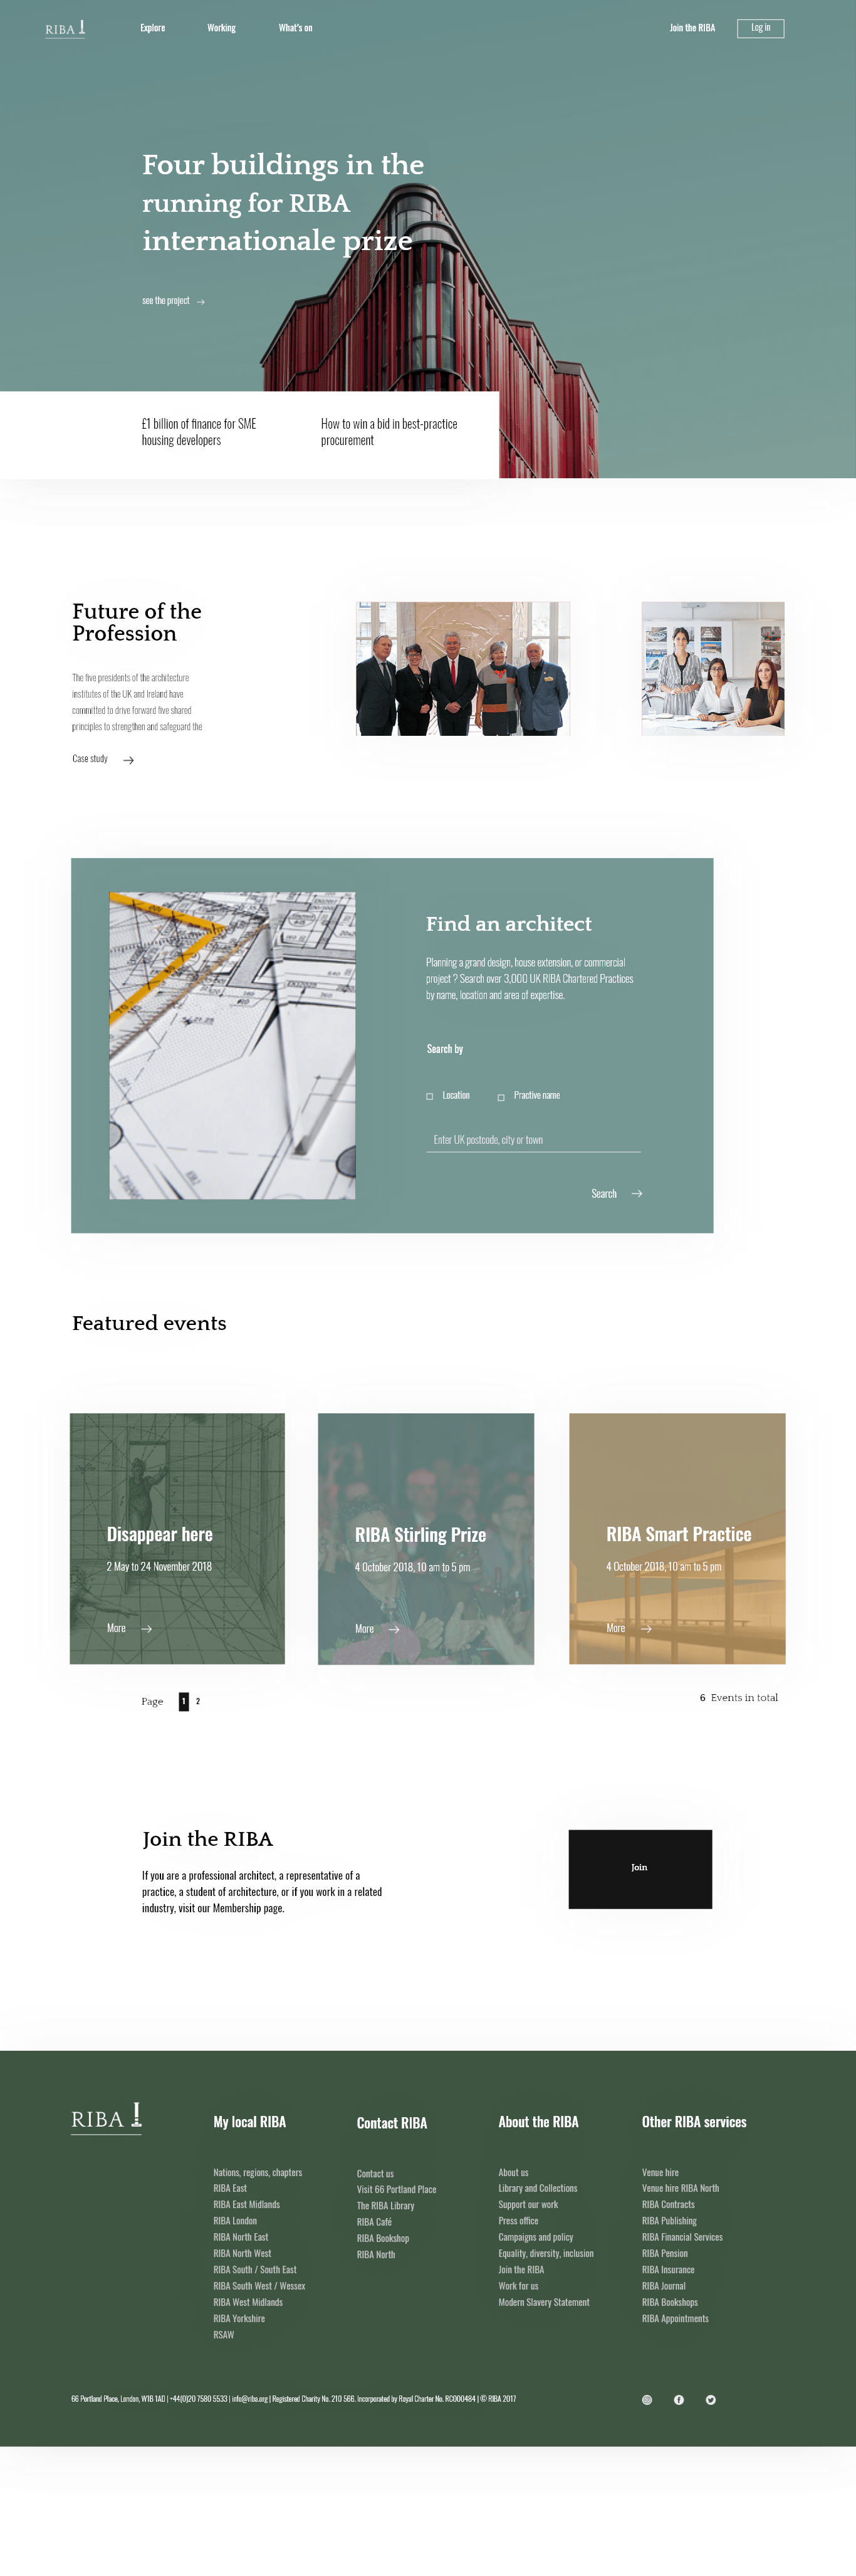 RIBA
Explore
Working
What's on
Join the RIBA
Log in
Four buildings in the
running for RIBA
internationale prize
see the project
£1 billion of finance for SME
housing developers
How to win a bid in best-practice
procurement
Future of the
Profession
The five presidents of the architecture
institutes of the UK and Ireland have
committed to drive forward five shared
principles to strengthen and safeguard the
Case study
Find an architect
Planning a grand design, house extension, or commercial
project ? Search over 3,000 UK RIBA Chartered Practices
by name, location and area of expertise.
Search by
Location
Practive name
Enter UK postcode, city or town
Search
Featured events
Disappear here
2 May to 24 November 2018
More
RIBA Stirling Prize
4 October 2018, 10 am to 5 pm
More
RIBA Smart Practice
4 October 2018, 10 am to 5 pm
More
Page 1 2
6 Events in total
Join the RIBA
If you are a professional architect, a representative of a
practice, a student of architecture, or if you work in a related
industry, visit our Membership page.
Join
RIBA
My local RIBA
Nations, regions, chapters
RIBA East
RIBA East Midlands
RIBA London
RIBA North East
RIBA North West
RIBA South / South East
RIBA South West / Wessex
RIBA West Midlands
RIBA Yorkshire
RSAW
Contact RIBA
Contact us
Visit 66 Portland Place
The RIBA Library
RIBA Café
RIBA Bookshop
RIBA North
About the RIBA
About us
Library and Collections
Support our work
Press office
Campaigns and policy
Equality, diversity, inclusion
Join the RIBA
Work for us
Modern Slavery Statement
Other RIBA services
Venue hire
Venue hire RIBA North
RIBA Contracts
RIBA Publishing
RIBA Financial Services
RIBA Pension
RIBA Insurance
RIBA Journal
RIBA Bookshops
RIBA Appointments
66 Portland Place, London, W1B 1AD | +44(0)20 7580 5533 | info@riba.org | Registered Charity No. 210 566. Incorporated by Royal Charter No. RC000484 | © RIBA 2017